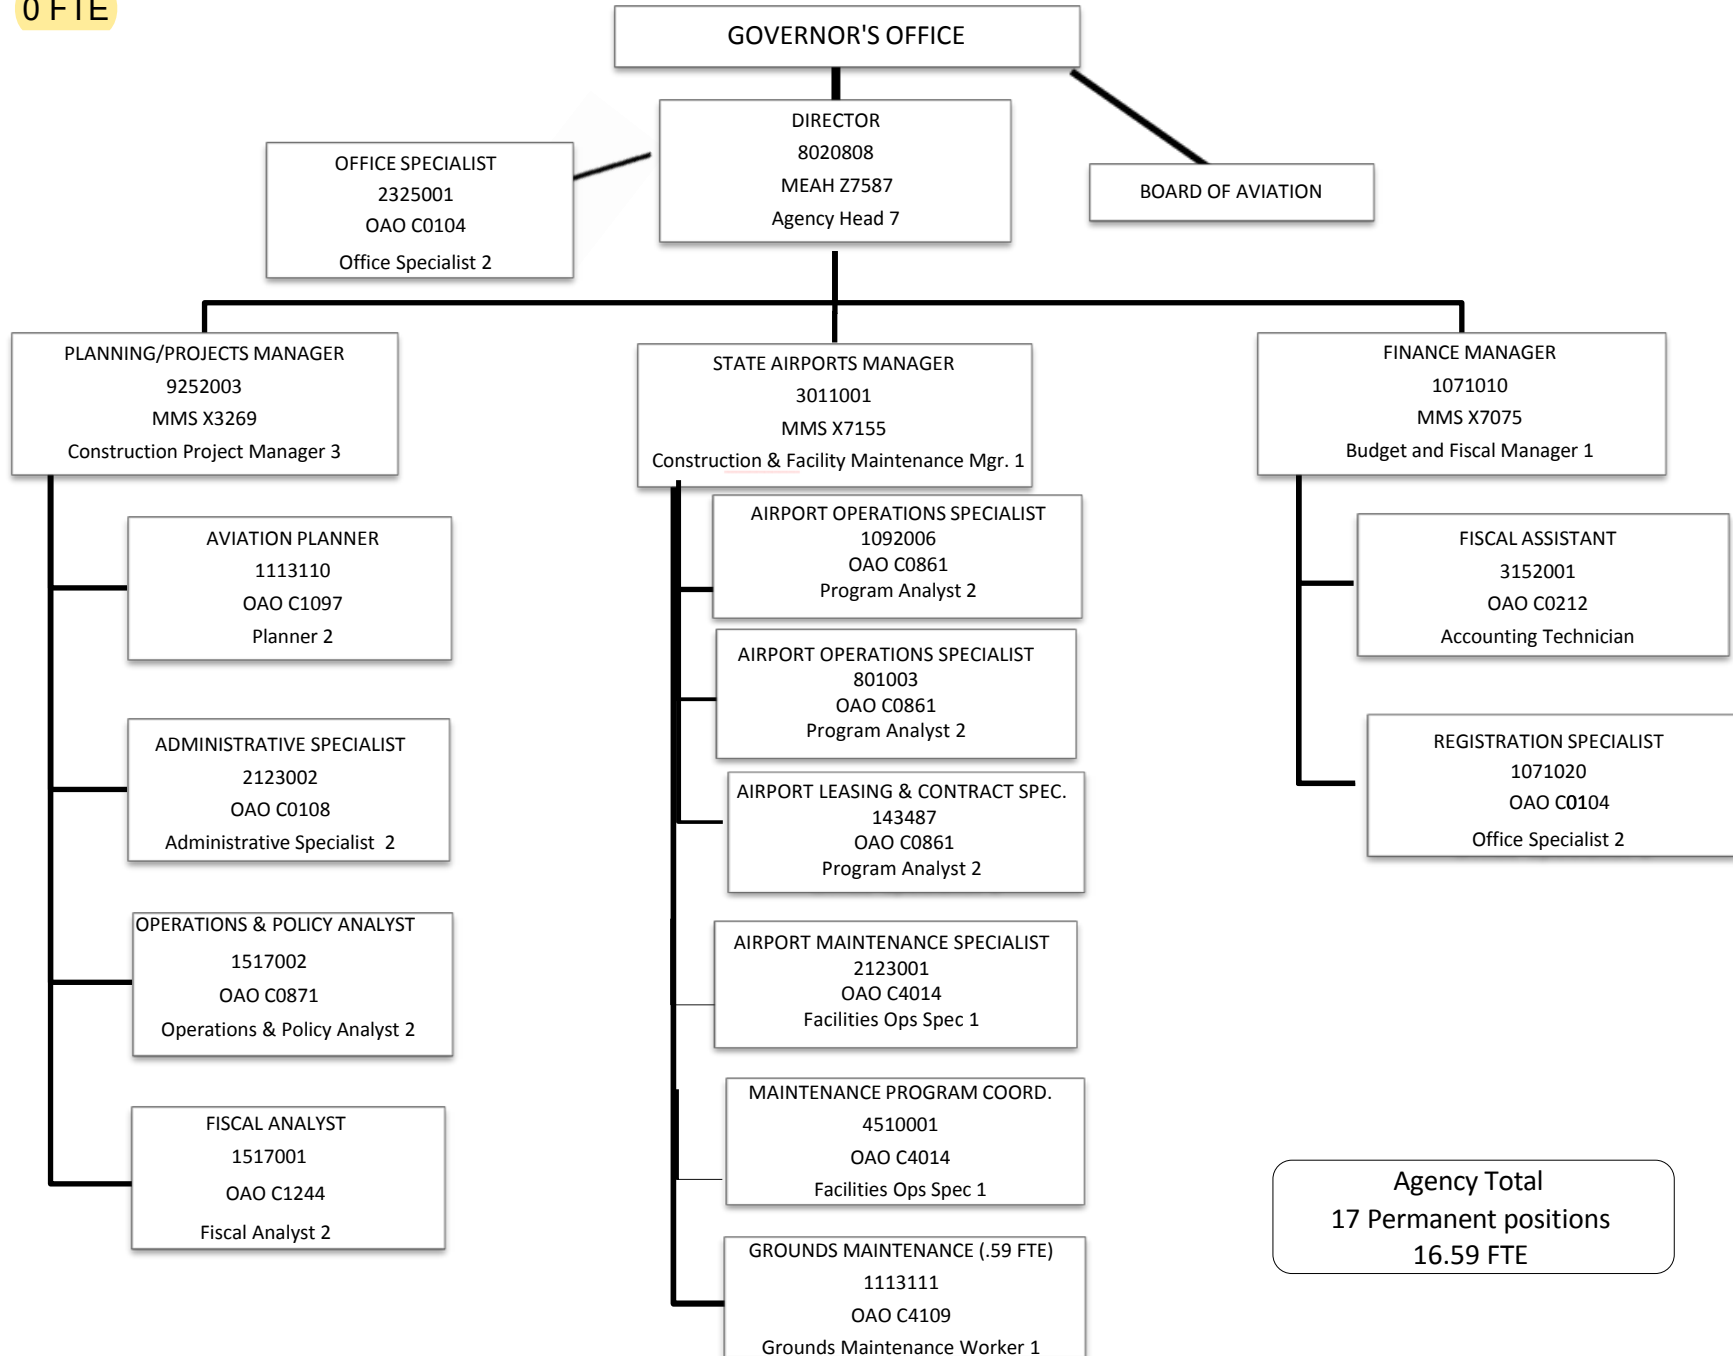 0 FTE
GOVERNOR'S OFFICE
DIRECTOR
8020808
MEAH Z7587
Agency Head 7
OFFICE SPECIALIST
2325001
OAO C0104
Office Specialist 2
BOARD OF AVIATION
PLANNING/PROJECTS MANAGER
9252003
MMS X3269
Construction Project Manager 3
AVIATION PLANNER
1113110
OAO C1097
Planner 2
ADMINISTRATIVE SPECIALIST
2123002
OAO C0108
Administrative Specialist 2
OPERATIONS & POLICY ANALYST
1517002
OAO C0871
Operations & Policy Analyst 2
FISCAL ANALYST
1517001
OAO C1244
Fiscal Analyst 2
STATE AIRPORTS MANAGER
3011001
MMS X7155
Construction & Facility Maintenance Mgr. 1
AIRPORT OPERATIONS SPECIALIST
1092006
OAO C0861
Program Analyst 2
AIRPORT OPERATIONS SPECIALIST
801003
OAO C0861
Program Analyst 2
AIRPORT LEASING & CONTRACT SPEC.
143487
OAO C0861
Program Analyst 2
AIRPORT MAINTENANCE SPECIALIST
2123001
OAO C4014
Facilities Ops Spec 1
MAINTENANCE PROGRAM COORD.
4510001
OAO C4014
Facilities Ops Spec 1
GROUNDS MAINTENANCE (.59 FTE)
1113111
OAO C4109
Grounds Maintenance Worker 1
FINANCE MANAGER
1071010
MMS X7075
Budget and Fiscal Manager 1
FISCAL ASSISTANT
3152001
OAO C0212
Accounting Technician
REGISTRATION SPECIALIST
1071020
OAO C0104
Office Specialist 2
Agency Total
17 Permanent positions
16.59 FTE